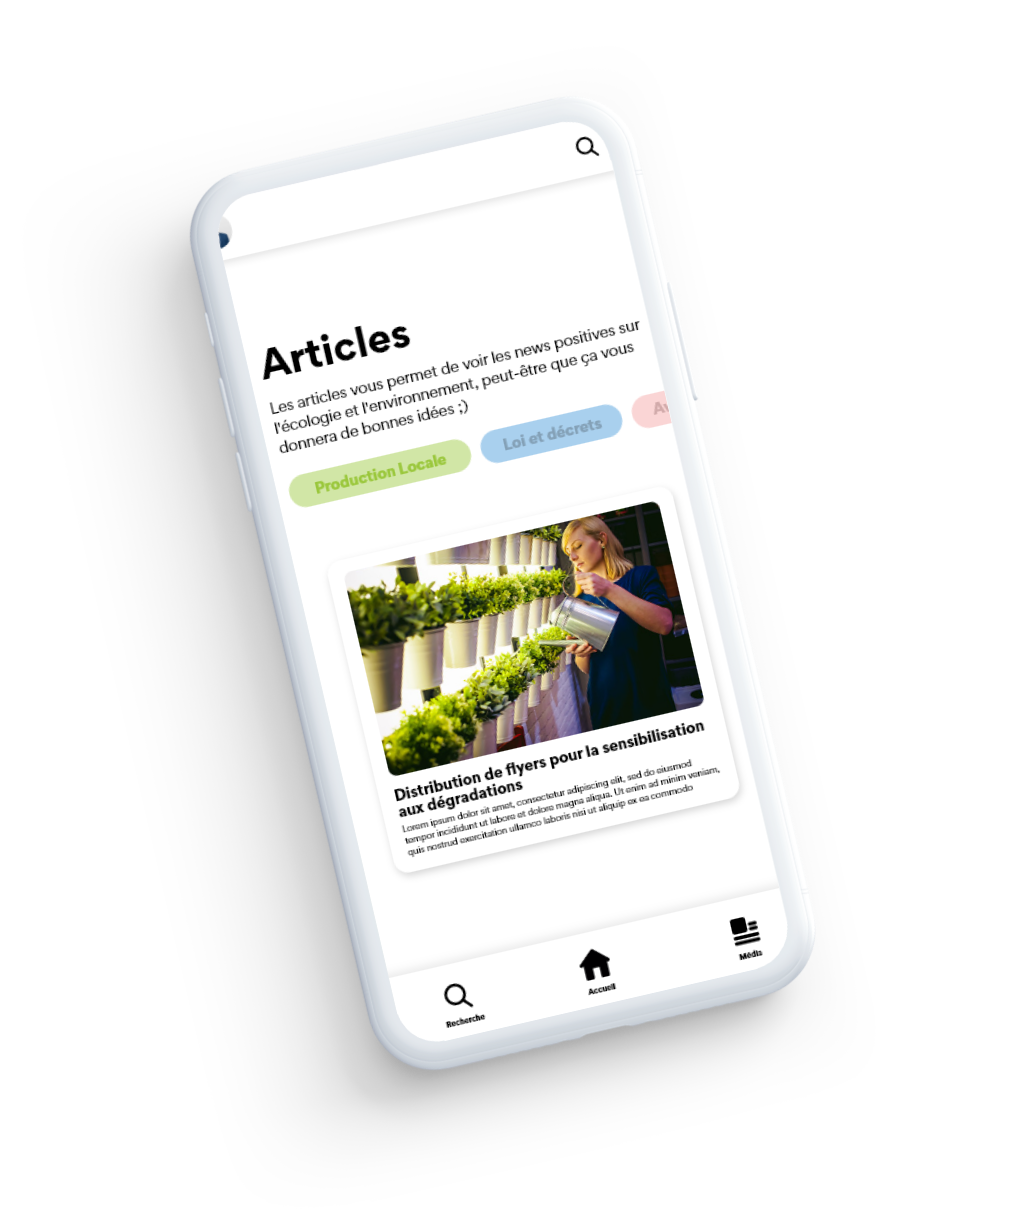 Articles
Les articles vous permet de voir les news positives sur
l'écologie et l'environnement, peut-être que ça vous
donnera de bonnes idées ;)
Production Locale
Loi et décrets
Distribution de flyers pour la sensibilisation
aux dégradations
Lorem ipsum dolor sit amet, consectetur adipiscing elit, sed do eiusmod
tempor incididunt ut labore et dolore magna aliqua. Ut enim ad minim veniam,
quis nostrud exercitation ullamco laboris nisi ut aliquip ex ea commodo
Recherche
Accueil
Média